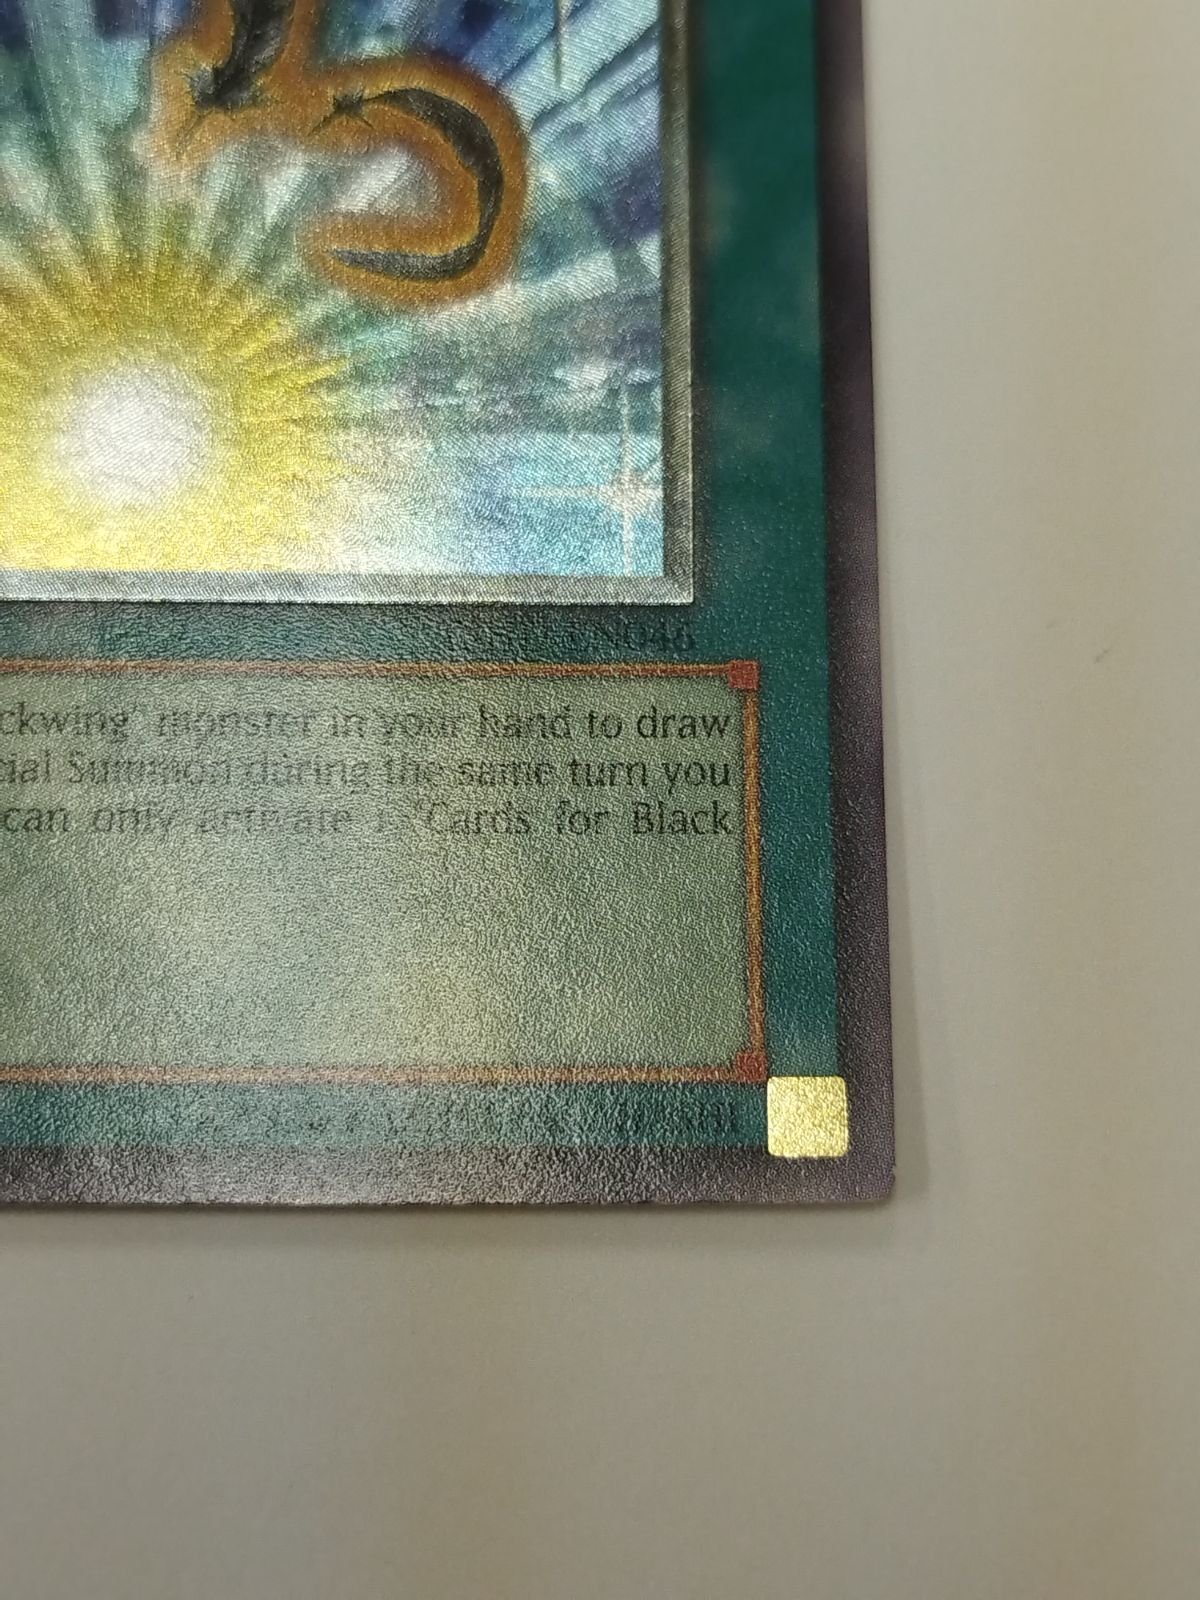 EN046
ckwing" monster in your hand to draw
cial Summon during the same turn you
can only activate 1 "Cards for Black